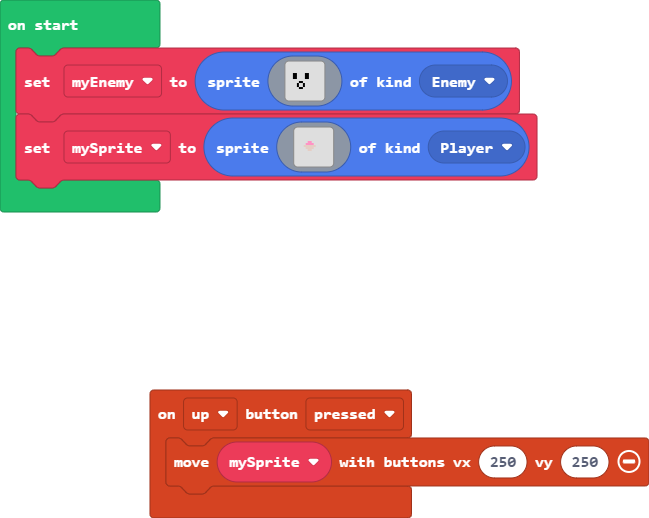 on start
set myEnemy to sprite of kind Enemy
set mySprite to sprite of kind Player
on up button pressed
move mySprite with buttons vx 250 vy 250